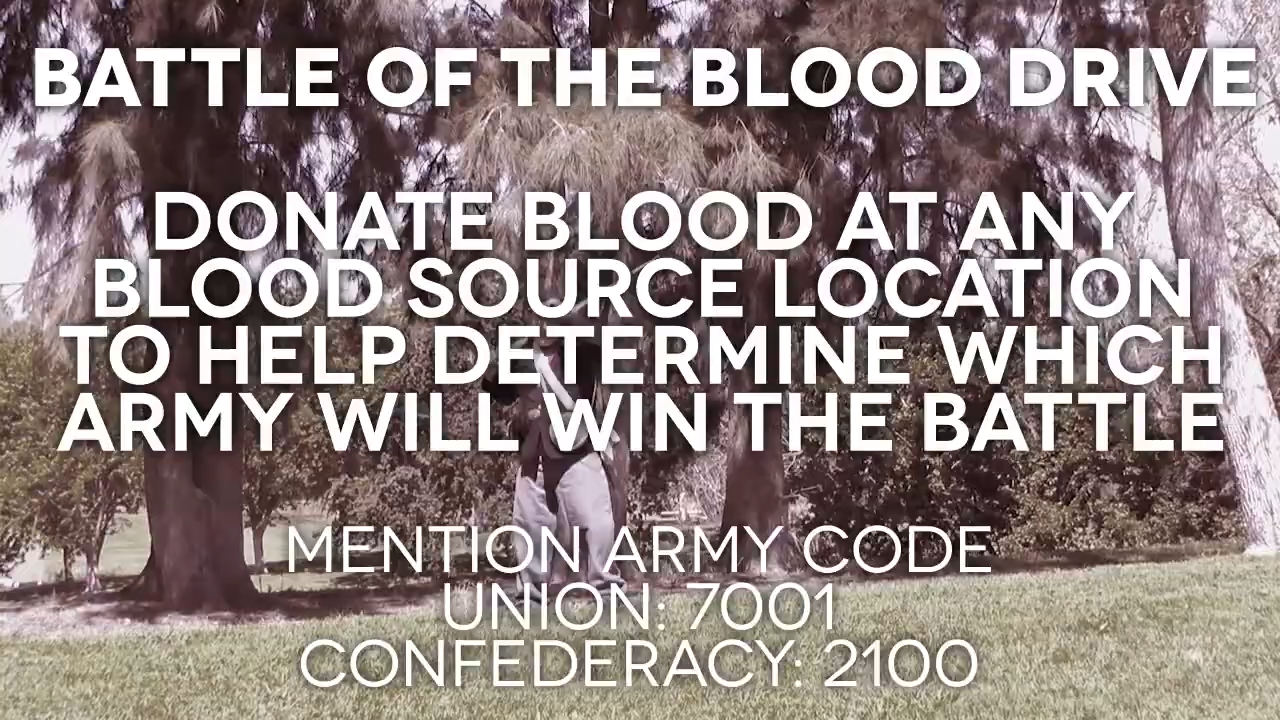 BATTLE OF THE BLOOD DRIVE
DONATE BLOOD AT ANY
BLOOD SOURCE LOCATION
TO HELP DETERMINE WHICH
ARMY WILL WIN THE BATTLE
MENTION ARMY CODE
UNION: 7001
CONFEDERACY: 2100